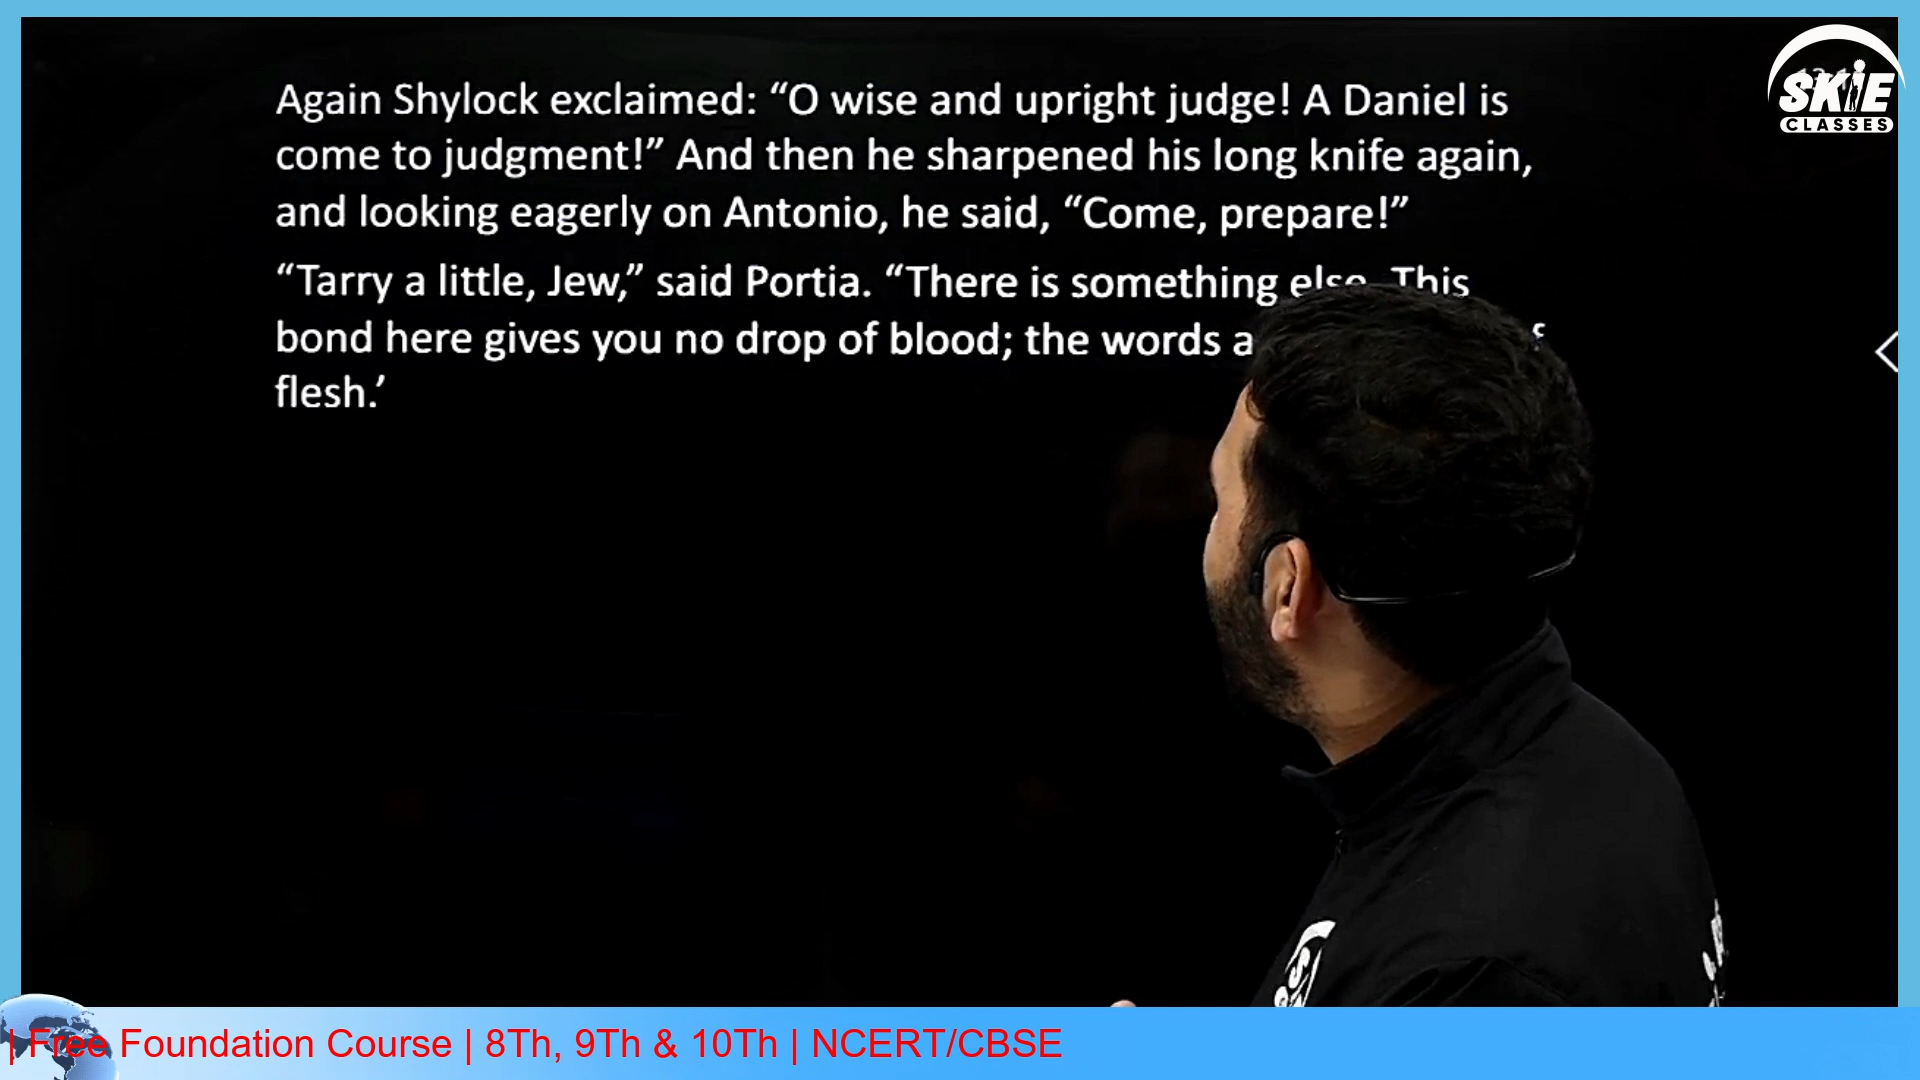 Again Shylock exclaimed: “O wise and upright judge! A Daniel is
come to judgment!” And then he sharpened his long knife again,
and looking eagerly on Antonio, he said, “Come, prepare!”
“Tarry a little, Jew,” said Portia. “There is something else. This
bond here gives you no drop of blood; the words
flesh.’
SKIE
CLASSES
| Free Foundation Course | 8Th, 9Th & 10Th | NCERT/CBSE